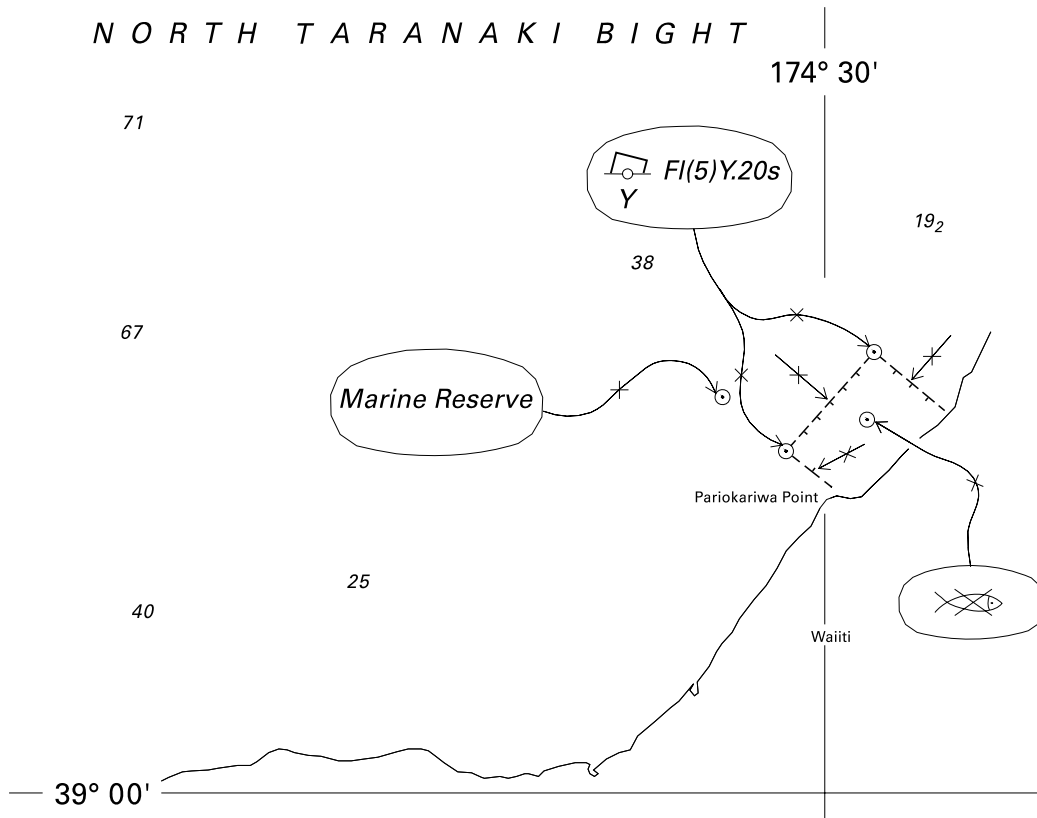 NORTH TARANAKI BIGHT
174° 30'
71
Fl(5)Y.20s
Y
19₂
38
67
Marine Reserve
Pariokariwa Point
25
40
Waiiti
39° 00'